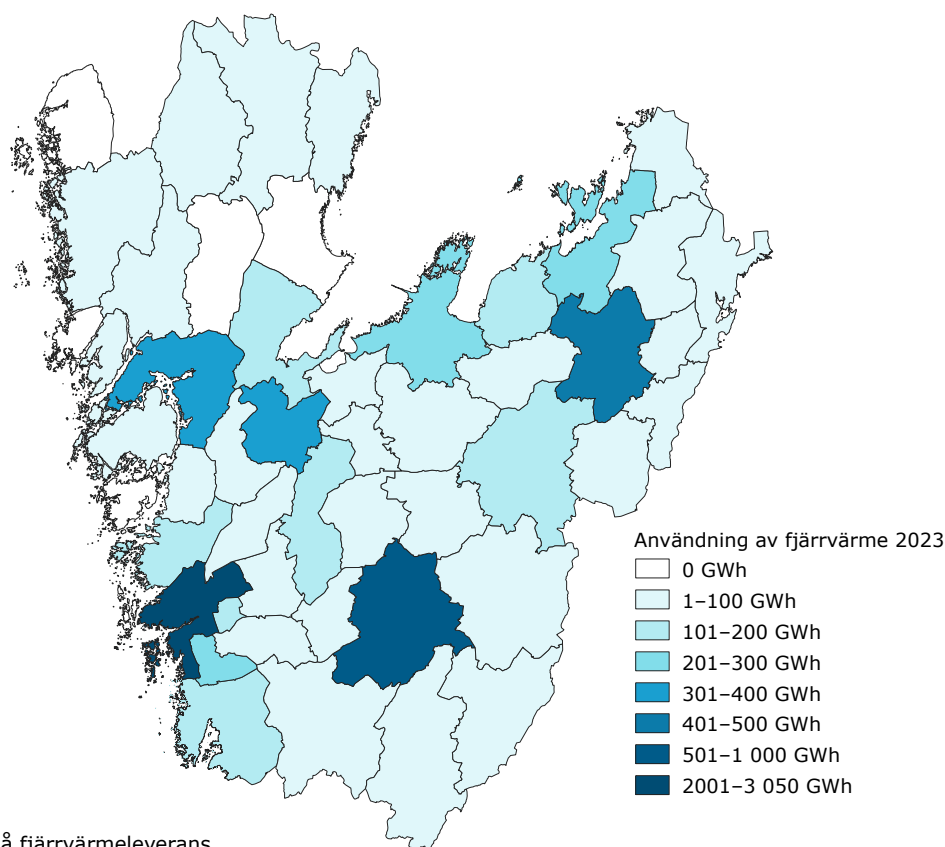 Användning av fjärrvärme 2023
0 GWh
1–100 GWh
101–200 GWh
201–300 GWh
301–400 GWh
401–500 GWh
501–1 000 GWh
2001–3 050 GWh
å fjärrvärmeleverans